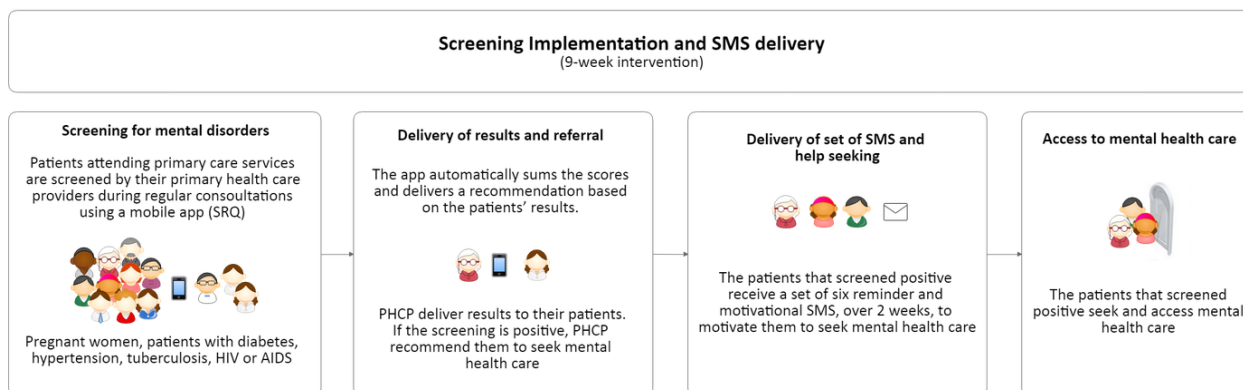 Screening Implementation and SMS delivery
(9-week intervention)
Screening for mental disorders
Patients attending primary care services
are screened by their primary health care
providers during regular consoultations
using a mobile app (SRQ)
Pregnant women, patients with diabetes,
hypertension, tuberculosis, HIV or AIDS
Delivery of results and referral
The app automatically sums the scores
and delivers a recommendation based
on the patients' results.
PHCP deliver results to their patients.
If the screening is positive, PHCP
recommend them to seek mental
health care
Delivery of set of SMS and
help seeking
The patients that screened positive
receive a set of six reminder and
motivational SMS, over 2 weeks, to
motivate them to seek mental health care
Access to mental health care
The patients that screened
positive seek and access mental
health care